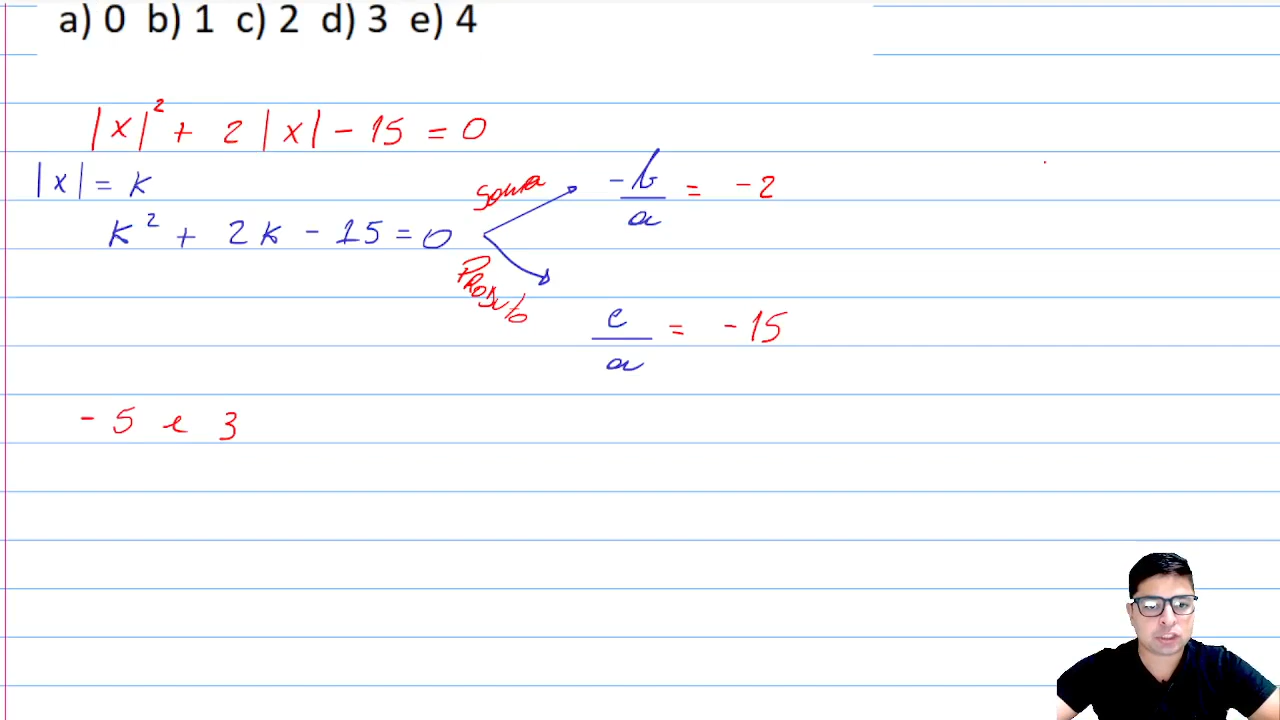 a) 0 b) 1 c) 2 d) 3 e) 4
|x|² + 2|x| - 15 = 0
|x| = k
k² + 2k - 15 = 0
Soma
-b/a = -2
Produto
c/a = -15
- 5 e 3